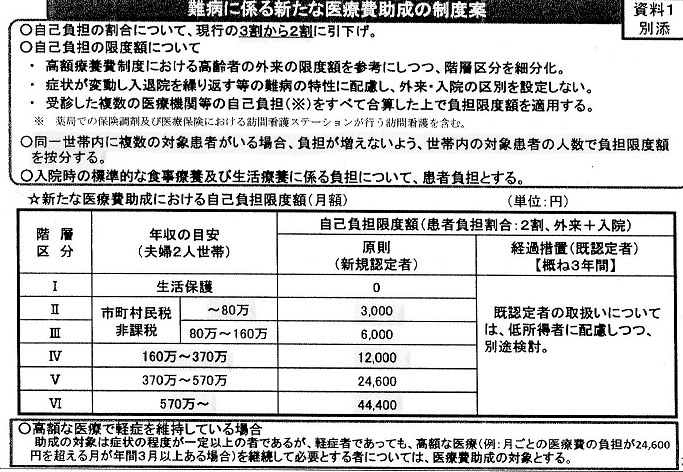 難病に係る新たな医療費助成の制度案
資料1
別添
○自己負担の割合について、現行の3割から2割に引下げ。
○自己負担の限度額について
・ 高額療養費制度における高齢者の外来の限度額を参考にしつつ、階層区分を細分化。
・ 症状が変動し入退院を繰り返す等の難病の特性に配慮し、外来・入院の区別を設定しない。
・ 受診した複数の医療機関等の自己負担(※)をすべて合算した上で負担限度額を適用する。
※ 薬局での保険調剤及び医療保険における訪問看護ステーションが行う訪問看護を含む。
○同一世帯内に複数の対象患者がいる場合、負担が増えないよう、世帯内の対象患者の人数で負担限度額
を按分する。
○入院時の標準的な食事療養及び生活療養に係る負担について、患者負担とする。
☆新たな医療費助成における自己負担限度額(月額) (単位:円)
階層
区分
年収の目安
(夫婦2人世帯)
自己負担限度額(患者負担割合:2割、外来+入院)
原則
(新規認定者)
経過措置(既認定者)
【概ね3年間】
Ⅰ 生活保護 0
Ⅱ 市町村民税 ~80万 3,000
Ⅲ 非課税 80万~160万 6,000
Ⅳ 160万~370万 12,000
Ⅴ 370万~570万 24,600
Ⅵ 570万~ 44,400
既認定者の取扱いについて
は、低所得者に配慮しつつ、
別途検討。
○高額な医療で軽症を維持している場合
助成の対象は症状の程度が一定以上の者であるが、軽症者であっても、高額な医療(例:月ごとの医療費の負担が24,600
円を超える月が年間3月以上ある場合)を継続して必要とする者については、医療費助成の対象とする。